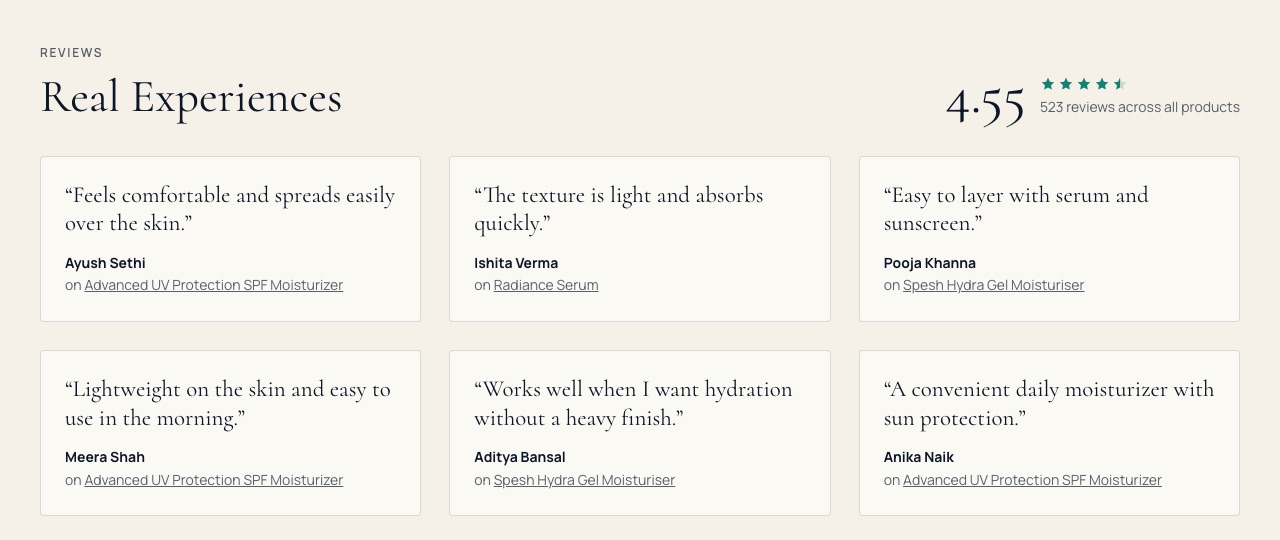 REVIEWS
Real Experiences
4.55
523 reviews across all products
“Feels comfortable and spreads easily
over the skin.”
Ayush Sethi
on Advanced UV Protection SPF Moisturizer
“The texture is light and absorbs
quickly.”
Ishita Verma
on Radiance Serum
“Easy to layer with serum and
sunscreen.”
Pooja Khanna
on Spesh Hydra Gel Moisturiser
“Lightweight on the skin and easy to
use in the morning.”
Meera Shah
on Advanced UV Protection SPF Moisturizer
“Works well when I want hydration
without a heavy finish.”
Aditya Bansal
on Spesh Hydra Gel Moisturiser
“A convenient daily moisturizer with
sun protection.”
Anika Naik
on Advanced UV Protection SPF Moisturizer